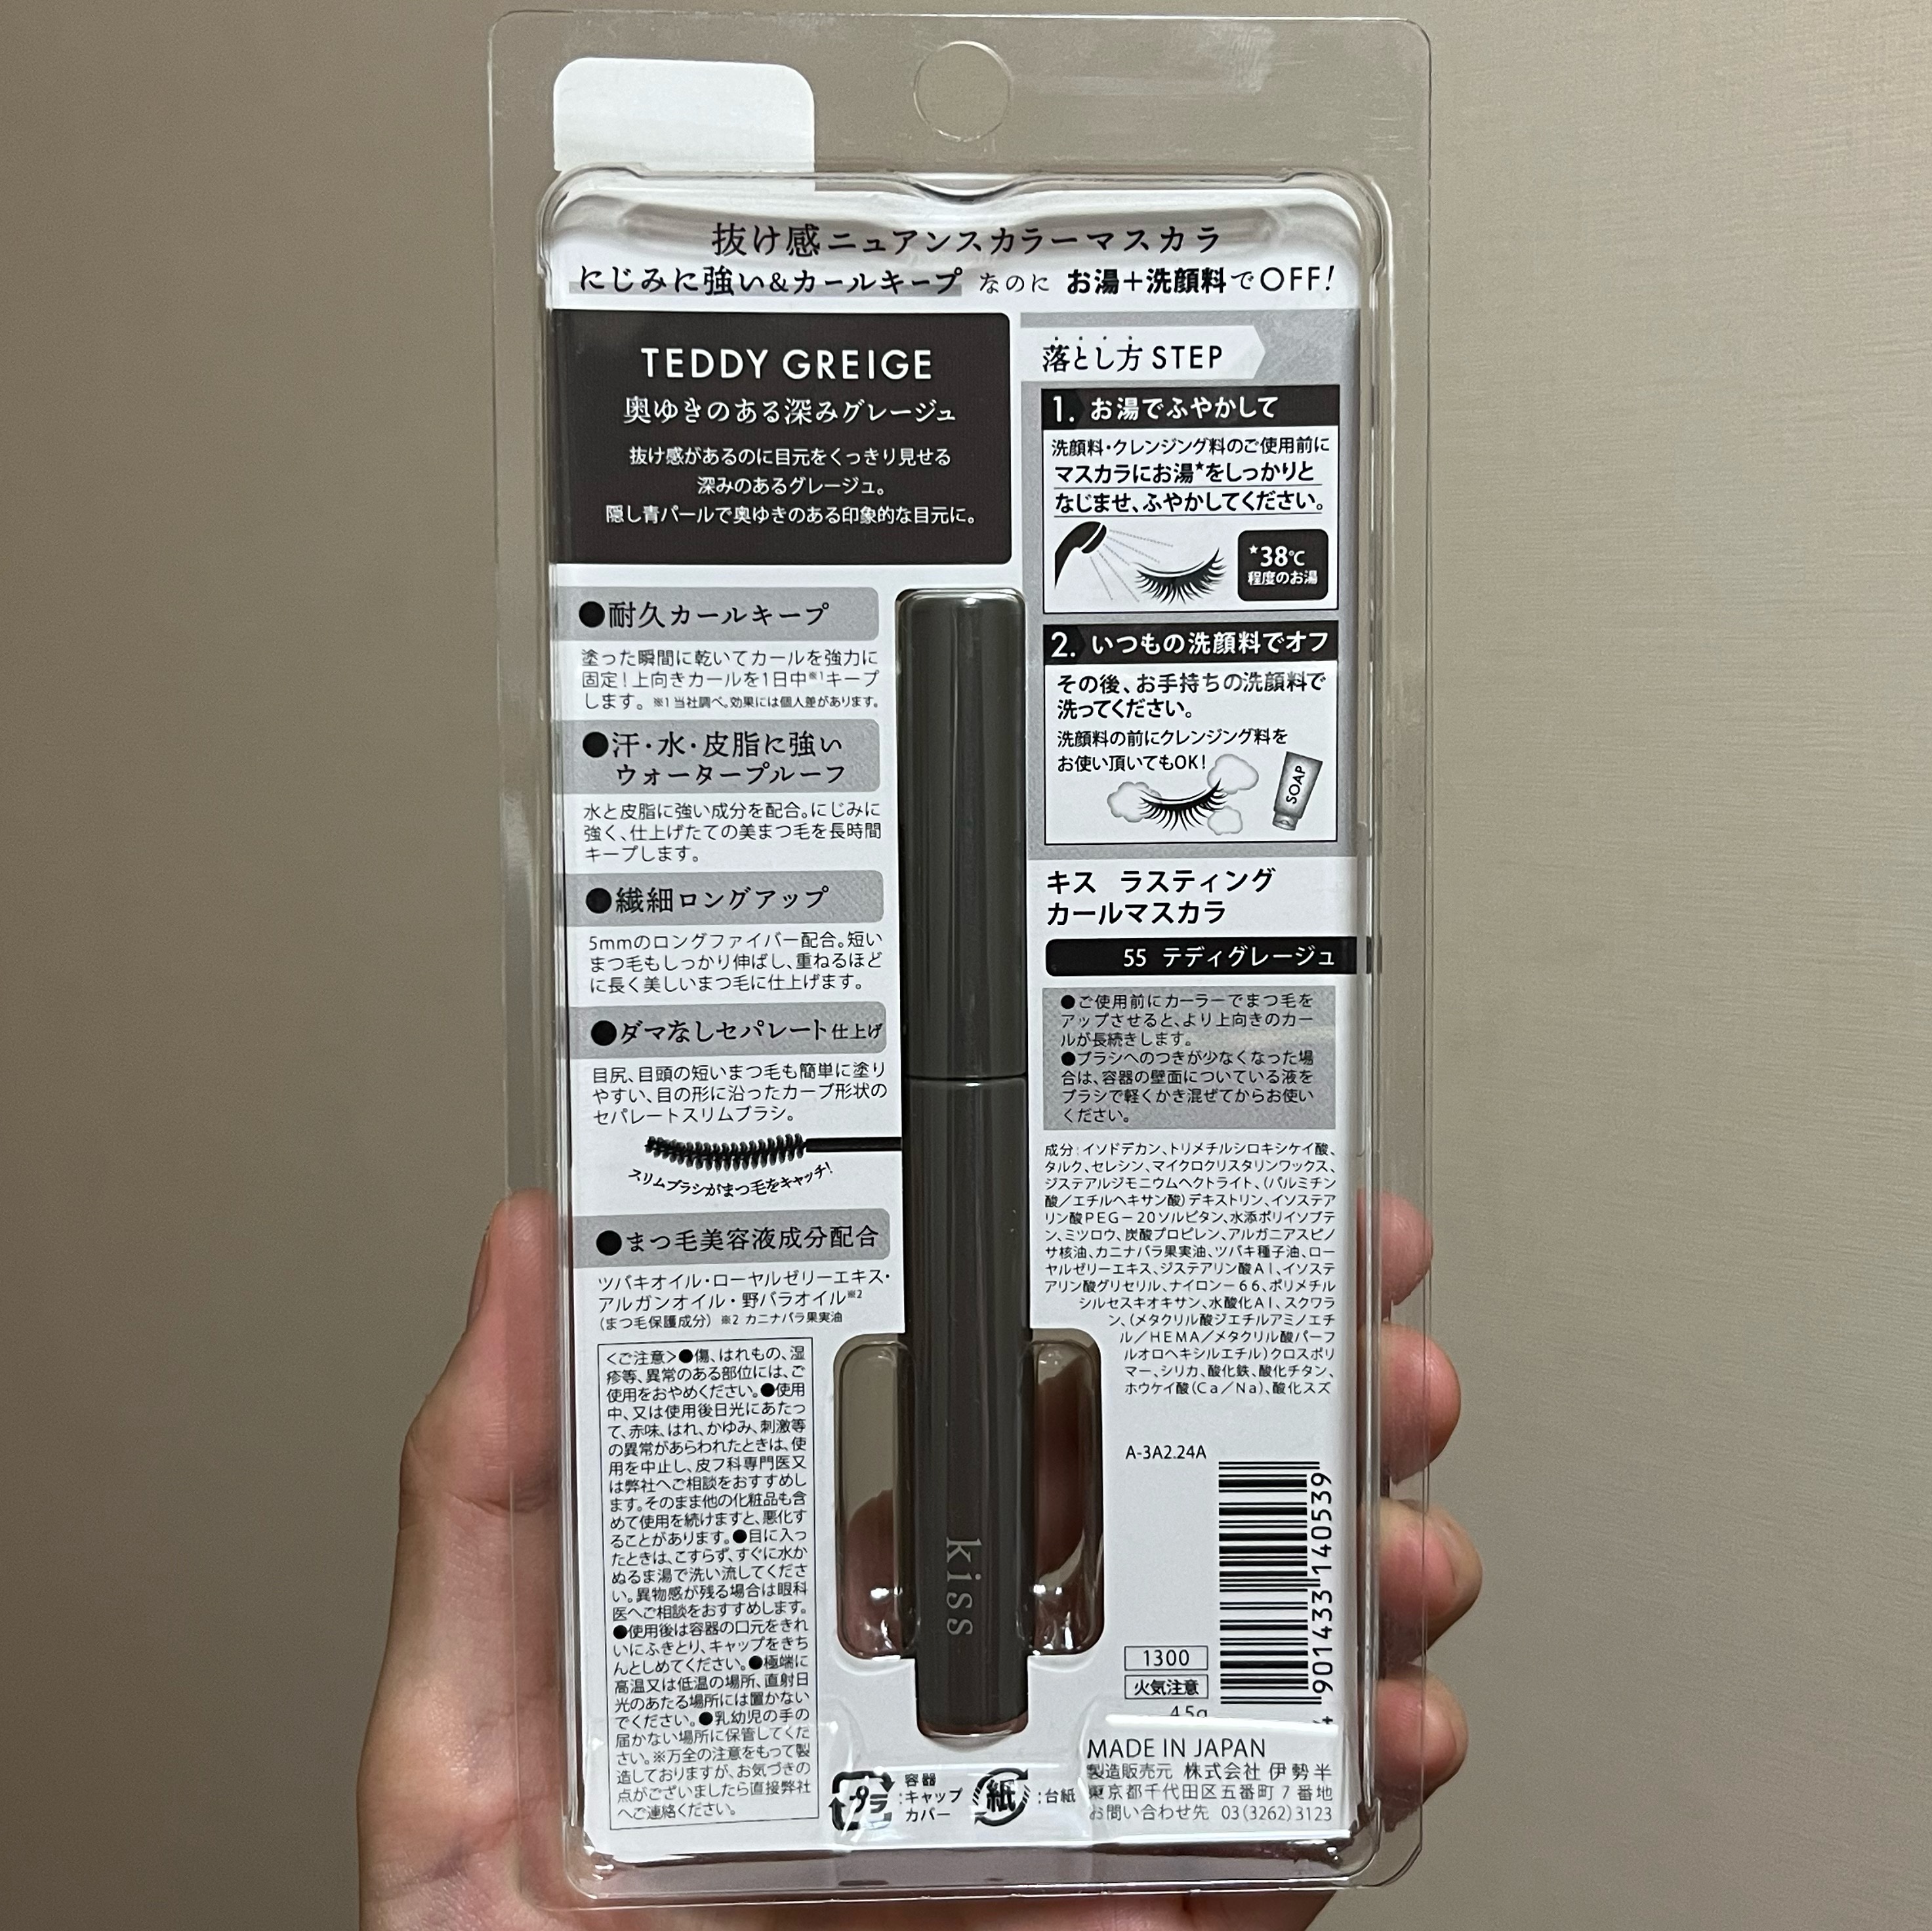 抜け感ニュアンスカラーマスカラ
にじみに強い&カールキープ なのに お湯+洗顔料でOFF!
TEDDY GREIGE
奥ゆきのある深みグレージュ
抜け感があるのに目元をくっきり見せる
深みのあるグレージュ。
隠し青パールで奥ゆきのある印象的な目元に。
●耐久カールキープ
塗った瞬間に乾いてカールを強力に
固定!上向きカールを1日中※1キープ
します。※1 当社調べ。効果には個人差があります。
●汗・水・皮脂に強い
ウォータープルーフ
水と皮脂に強い成分を配合。にじみに
強く、仕上げたての美まつ毛を長時間
キープします。
●繊細ロングアップ
5mmのロングファイバー配合。短い
まつ毛もしっかり伸ばし、重ねるほど
に長く美しいまつ毛に仕上げます。
●ダマなしセパレート仕上げ
目尻、目頭の短いまつ毛も簡単に塗り
やすい、目の形に沿ったカーブ形状の
セパレートスリムブラシ。
スリムブラシがまつ毛をキャッチ!
●まつ毛美容液成分配合
ツバキオイル・ローヤルゼリーエキス・
アルガンオイル・野バラオイル※2
(まつ毛保護成分) ※2 カニナバラ果実油
<ご注意>●傷、はれもの、湿
疹等、異常のある部位には、ご
使用をおやめください。●使用
中、又は使用後日光にあたっ
て、赤味、はれ、かゆみ、刺激等
の異常があらわれたときは、使
用を中止し、皮フ科専門医又
は弊社へご相談をおすすめし
ます。そのまま他の化粧品も含
めて使用を続けますと、悪化す
ることがあります。●目に入っ
たときは、こすらず、すぐに水か
ぬるま湯で洗い流してくださ
い。異物感が残る場合は眼科
医へご相談をおすすめします。
●使用後は容器の口元をきれ
いにふきとり、キャップをきち
んとしめてください。●極端に
高温又は低温の場所、直射日
光のあたる場所には置かない
でください。●乳幼児の手の
届かない場所に保管してくだ
さい。※万全の注意をもって製
造しておりますが、お気づきの
点がございましたら直接弊社
へご連絡ください。
kiss
落とし方 STEP
1. お湯でふやかして
洗顔料・クレンジング料のご使用前に
マスカラにお湯★をしっかりと
なじませ、ふやかしてください。
★38℃
程度のお湯
2. いつもの洗顔料でオフ
その後、お手持ちの洗顔料で
洗ってください。
洗顔料の前にクレンジング料を
お使い頂いてもOK!
SOAP
キス ラスティング
カールマスカラ
55 テディグレージュ
●ご使用前にカーラーでまつ毛を
アップさせると、より上向きのカー
ルが長続きします。
●ブラシへのつきが少なくなった場
合は、容器の壁面についている液を
ブラシで軽くかき混ぜてからお使い
ください。
成分:イソドデカン、トリメチルシロキシケイ酸、
タルク、セレシン、マイクロクリスタリンワックス、
ジステアルジモニウムヘクトライト、(パルミチン
酸/エチルヘキサン酸)デキストリン、イソステア
リン酸PEG-20ソルビタン、水添ポリイソブテ
ン、ミツロウ、炭酸プロピレン、アルガニアスピノ
サ核油、カニナバラ果実油、ツバキ種子油、ロー
ヤルゼリーエキス、ジステアリン酸Al、イソステ
アリン酸グリセリル、ナイロン-66、ポリメチル
シルセスキオキサン、水酸化Al、スクワラ
ン、(メタクリル酸ジエチルアミノエチ
ル/HEMA/メタクリル酸パーフ
ルオロヘキシルエチル)クロスポリ
マー、シリカ、酸化鉄、酸化チタン、
ホウケイ酸(Ca/Na)、酸化スズ
A-3A2.24A
4901433140539
1300
火気注意
プラ
容器
:キャップ
カバー
紙
:台紙
MADE IN JAPAN
製造販売元 株式会社 伊勢半
東京都千代田区五番町7番地
お問い合わせ先 03(3262)3123